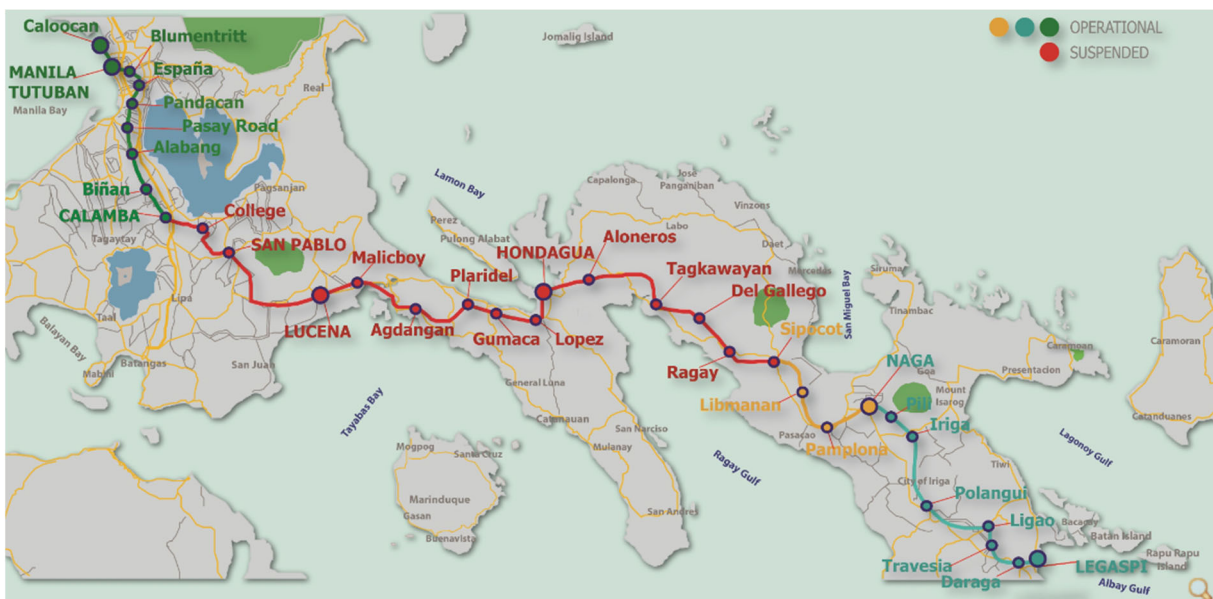 Caloocan
Blumentritt
MANILA
TUTUBAN
España
Manila Bay
Pandacan
Pasay Road
Alabang
Biñan
CALAMBA
Tagaytay
Pagsanjan
Real
College
SAN PABLO
Lipa
Taal
Balayan Bay
Mabini
Batangas
San Juan
LUCENA
Malicboy
Agdangan
Plaridel
Gumaca
Lopez
HONDAGUA
Aloneros
Tagkawayan
Del Gallego
Ragay
Sipocot
Libmanan
Pamplona
NAGA
Pili
Iriga
Polangui
Ligao
Travesia
Daraga
LEGASPI
OPERATIONAL
SUSPENDED
Jomalig Island
Lamon Bay
Perez
Pulong Alabat
Capalonga
José
Panganiban
Vinzons
Labo
Daet
Mercedes
San Miguel Bay
Siruma
Tinambac
Goa
Mount
Isarog
Presentacion
Caramoan
Caramoran
Catanduanes
Lagonoy Gulf
Tiwi
City of Iriga
Pasacao
Ragay Gulf
Tayabas Bay
General Luna
Catanauan
Mulanay
San Narciso
San Andres
Mogpog
Santa Cruz
Marinduque
Gasan
Buenavista
Bacacay
Batan Island
Rapu Rapu
Island
Albay Gulf